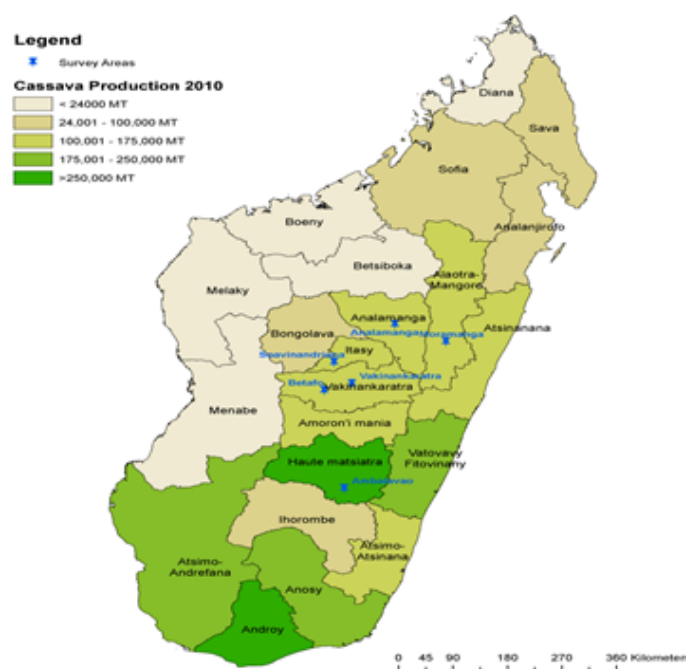 Legend
Survey Areas
Cassava Production 2010
< 24000 MT
24,001 - 100,000 MT
100,001 - 175,000 MT
175,001 - 250,000 MT
>250,000 MT
Diana
Sava
Sofia
Analanjirofo
Boeny
Betsiboka
Alaotra-
Mangoro
Melaky
Analamanga
Analamanga
Moramanga
Atsinanana
Bongolava
Soavinandriana
Itasy
Vakinankaratra
Betafo
Vakinankaratra
Menabe
Amoron'i mania
Haute matsiatra
Vatovavy
Fitovinany
Ambalavao
Ihorombe
Atsimo-
Atsinana
Atsimo-
Andrefana
Anosy
Androy
0 45 90 180 270 360 Kilometer